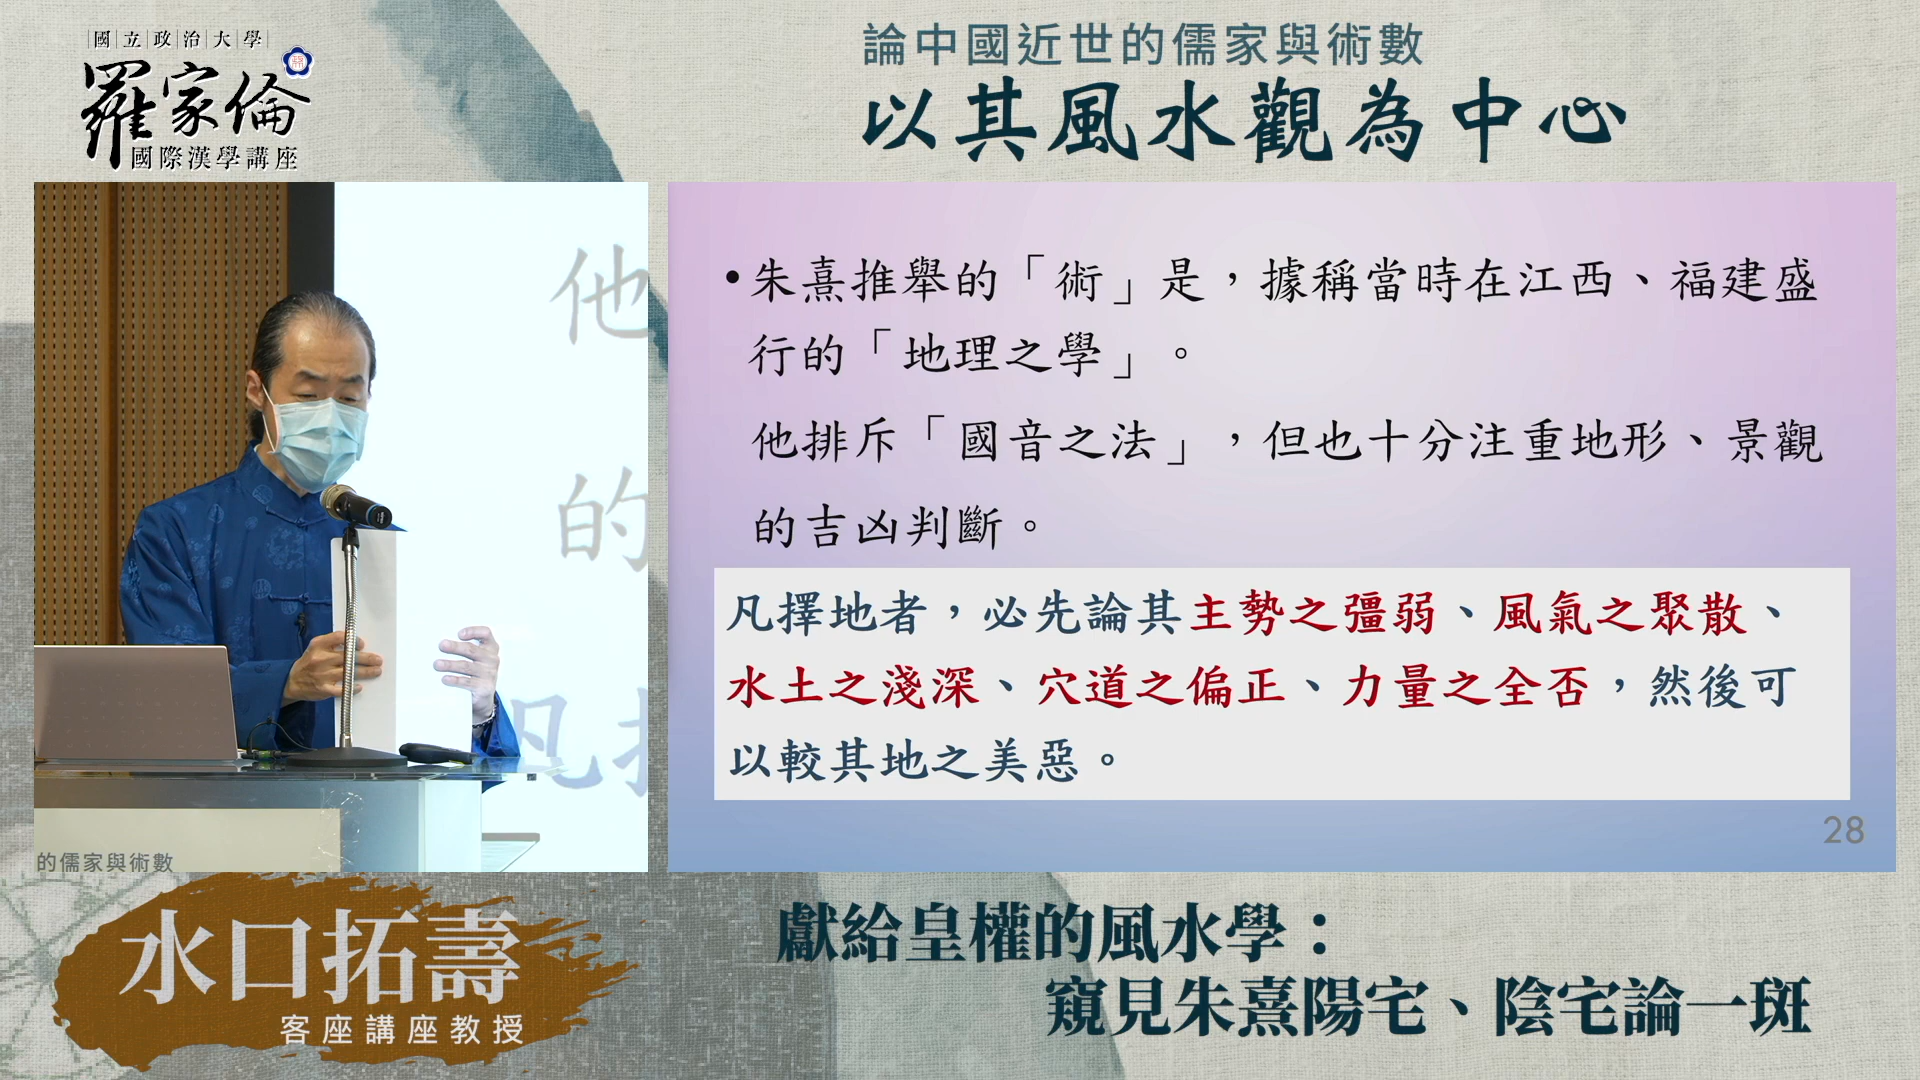 國立政治大學
羅家倫
國際漢學講座
論中國近世的儒家與術數
以其風水觀為中心
他
的
凡擇
的儒家與術數
•朱熹推舉的「術」是，據稱當時在江西、福建盛
行的「地理之學」。
他排斥「國音之法」，但也十分注重地形、景觀
的吉凶判斷。
凡擇地者，必先論其主勢之彊弱、風氣之聚散、
水土之淺深、穴道之偏正、力量之全否，然後可
以較其地之美惡。
28
水口拓壽
客座講座教授
獻給皇權的風水學：
窺見朱熹陽宅、陰宅論一斑